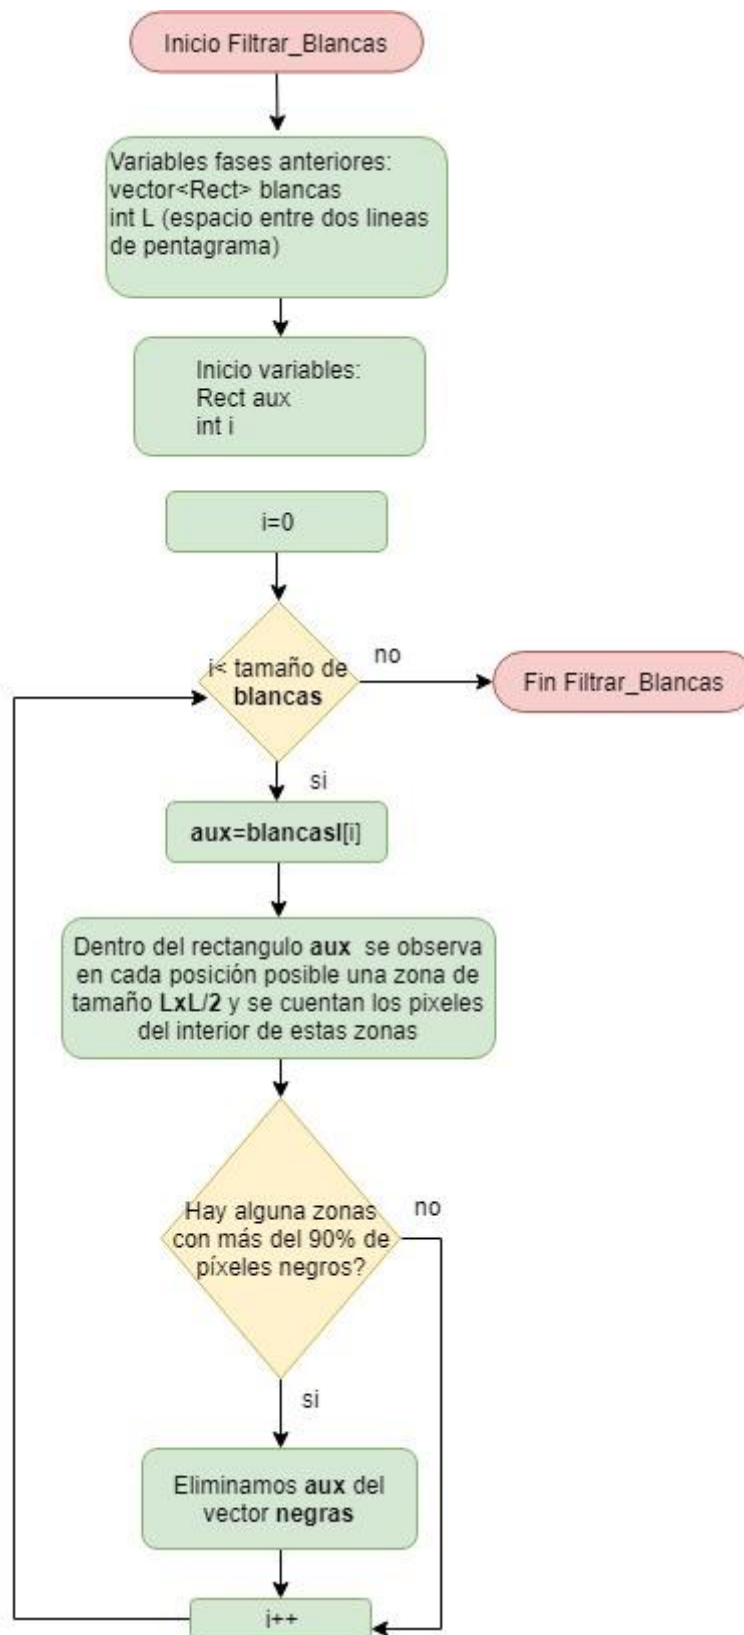 Inicio Filtrar_Blancas
Variables fases anteriores:
vector<Rect> blancas
int L (espacio entre dos lineas
de pentagrama)
Inicio variables:
Rect aux
int i
i=0
i< tamaño de
blancas
no
Fin Filtrar_Blancas
si
aux=blancasl[i]
Dentro del rectangulo aux se observa
en cada posición posible una zona de
tamaño LxL/2 y se cuentan los pixeles
del interior de estas zonas
Hay alguna zonas
con más del 90% de
píxeles negros?
no
si
Eliminamos aux del
vector negras
i++